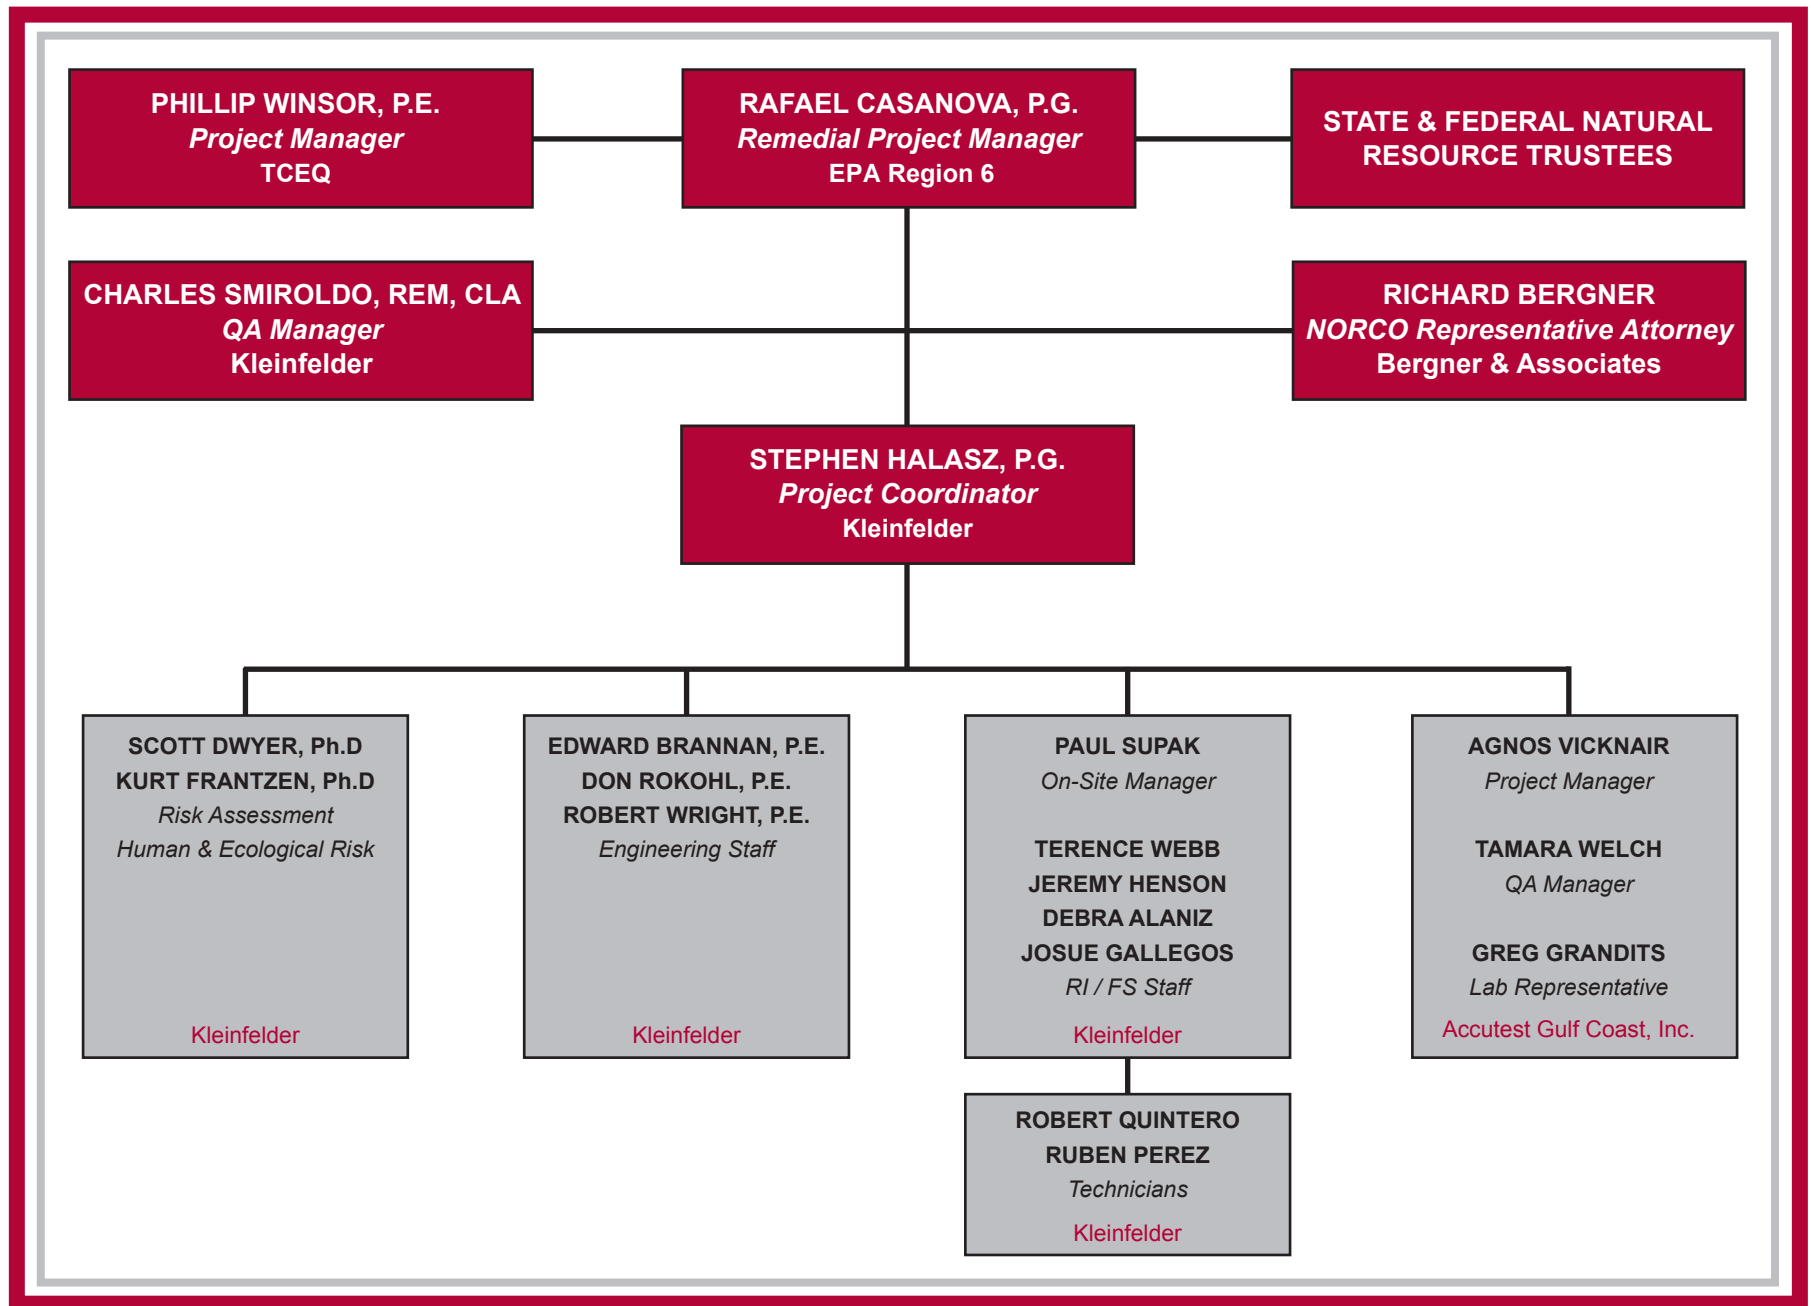 PHILLIP WINSOR, P.E.
Project Manager
TCEQ
RAFAEL CASANOVA, P.G.
Remedial Project Manager
EPA Region 6
STATE & FEDERAL NATURAL
RESOURCE TRUSTEES
CHARLES SMIROLDO, REM, CLA
QA Manager
Kleinfelder
RICHARD BERGNER
NORCO Representative Attorney
Bergner & Associates
STEPHEN HALASZ, P.G.
Project Coordinator
Kleinfelder
SCOTT DWYER, Ph.D
KURT FRANTZEN, Ph.D
Risk Assessment
Human & Ecological Risk
Kleinfelder
EDWARD BRANNAN, P.E.
DON ROKOHL, P.E.
ROBERT WRIGHT, P.E.
Engineering Staff
Kleinfelder
PAUL SUPAK
On-Site Manager
TERENCE WEBB
JEREMY HENSON
DEBRA ALANIZ
JOSUE GALLEGOS
RI / FS Staff
Kleinfelder
AGNOS VICKNAIR
Project Manager
TAMARA WELCH
QA Manager
GREG GRANDITS
Lab Representative
Accutest Gulf Coast, Inc.
ROBERT QUINTERO
RUBEN PEREZ
Technicians
Kleinfelder